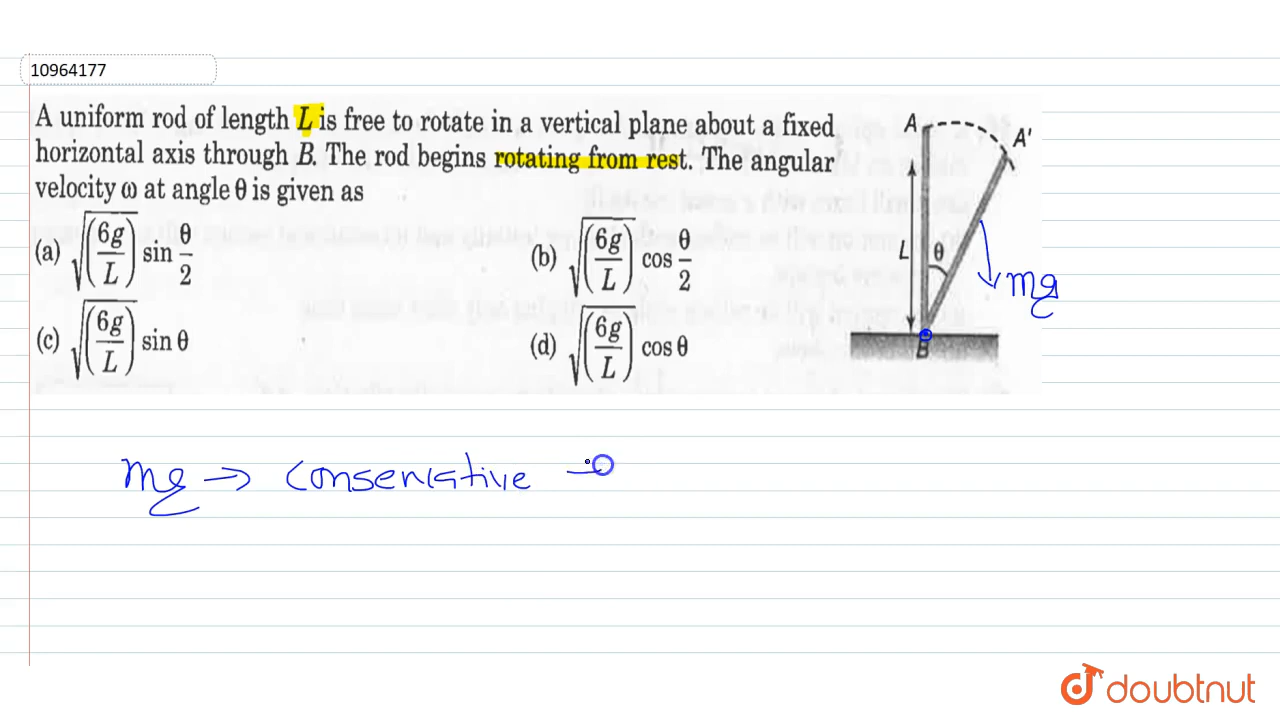 10964177
A uniform rod of length L is free to rotate in a vertical plane about a fixed
horizontal axis through B. The rod begins rotating from rest. The angular
velocity ω at angle θ is given as
(a) √(6g/L) sin θ/2
(b) √(6g/L) cos θ/2
(c) √(6g/L) sin θ
(d) √(6g/L) cos θ
A
A'
L
θ
mg
B
mg → conservative
doubtnut